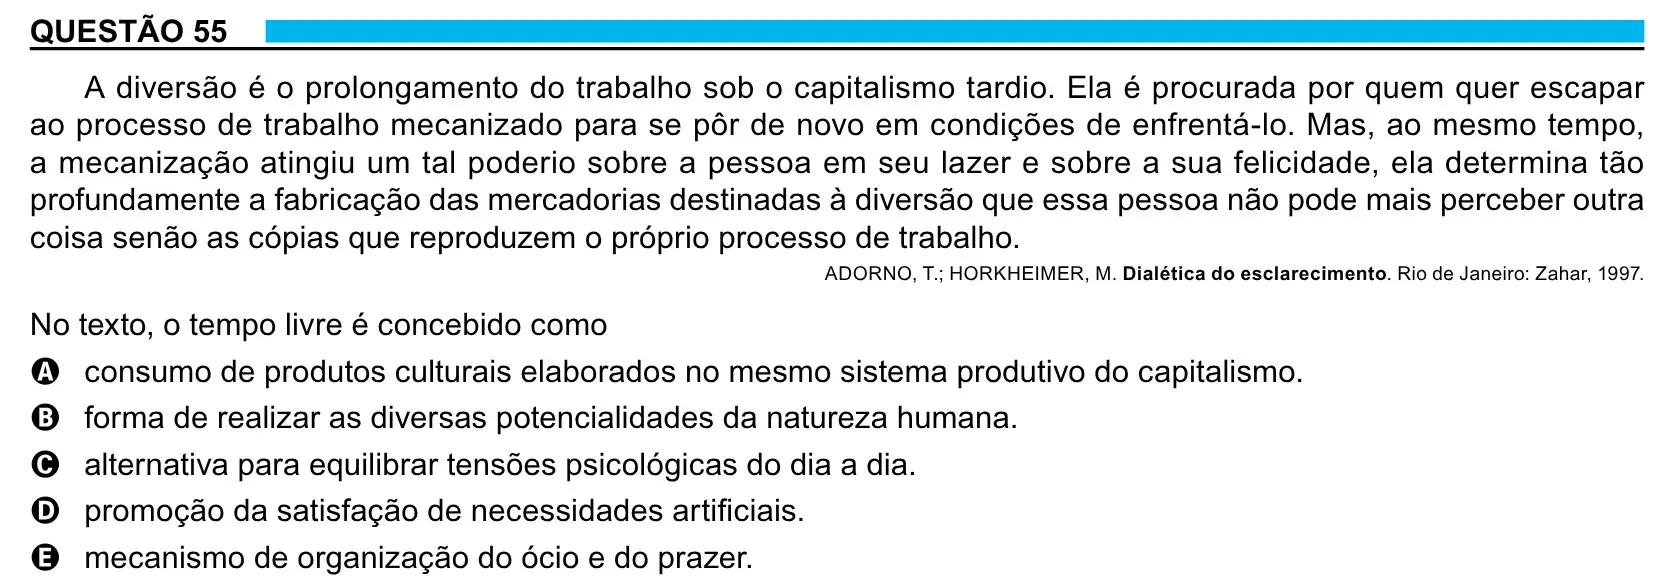 QUESTÃO 55
A diversão é o prolongamento do trabalho sob o capitalismo tardio. Ela é procurada por quem quer escapar
ao processo de trabalho mecanizado para se pôr de novo em condições de enfrentá-lo. Mas, ao mesmo tempo,
a mecanização atingiu um tal poderio sobre a pessoa em seu lazer e sobre a sua felicidade, ela determina tão
profundamente a fabricação das mercadorias destinadas à diversão que essa pessoa não pode mais perceber outra
coisa senão as cópias que reproduzem o próprio processo de trabalho.
ADORNO, T.; HORKHEIMER, M. Dialética do esclarecimento. Rio de Janeiro: Zahar, 1997.
No texto, o tempo livre é concebido como
A consumo de produtos culturais elaborados no mesmo sistema produtivo do capitalismo.
B forma de realizar as diversas potencialidades da natureza humana.
C alternativa para equilibrar tensões psicológicas do dia a dia.
D promoção da satisfação de necessidades artificiais.
E mecanismo de organização do ócio e do prazer.